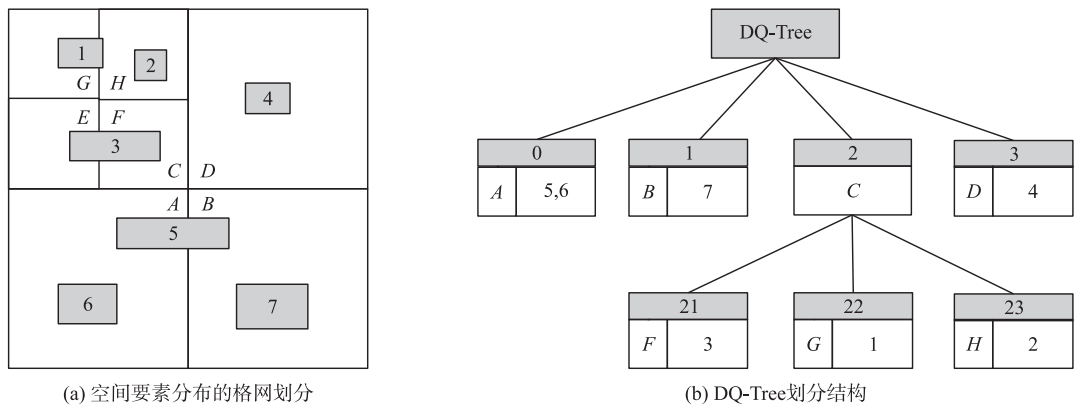 1
2
G H
4
E F
3
C D
A B
5
6
7
(a) 空间要素分布的格网划分
DQ-Tree
0 1 2 3
A 5,6 B 7 C D 4
21 22 23
F 3 G 1 H 2
(b) DQ-Tree划分结构